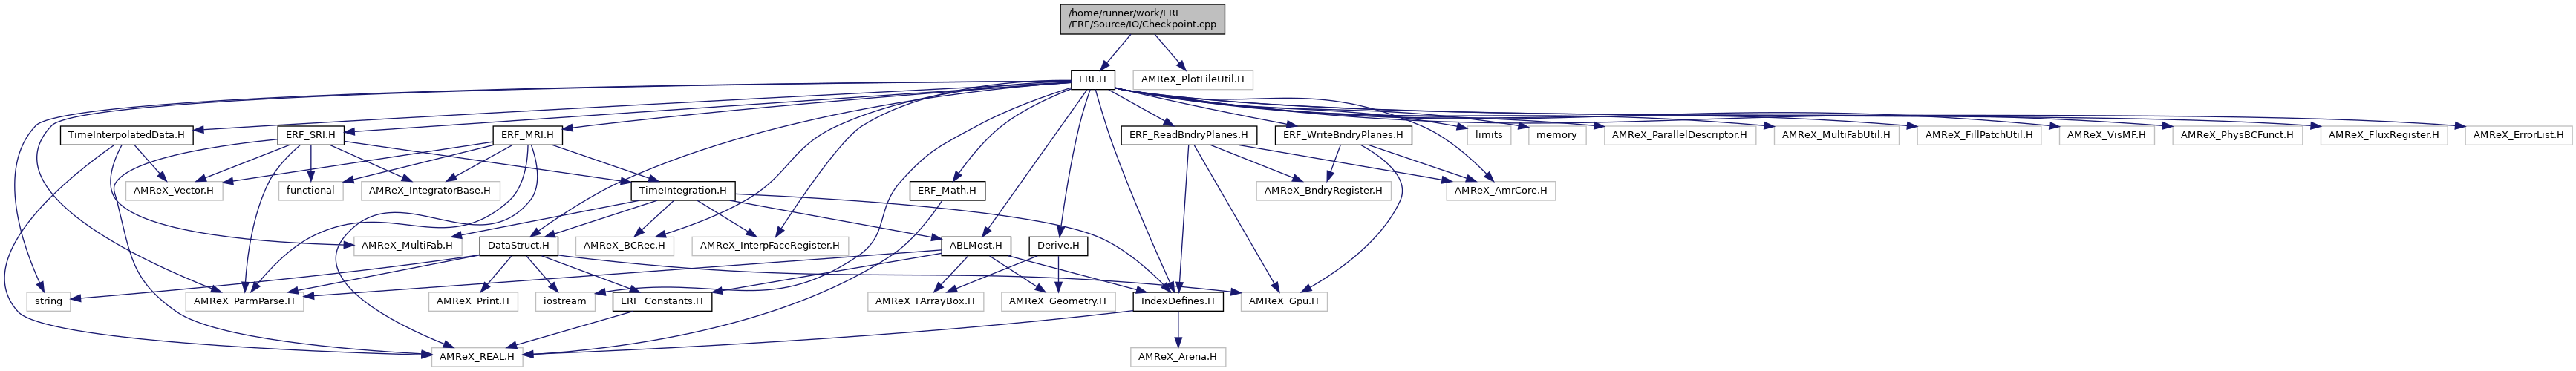 /home/runner/work/ERF
/ERF/Source/IO/Checkpoint.cpp
ERF.H
AMReX_PlotFileUtil.H
TimeInterpolatedData.H
ERF_SRI.H
ERF_MRI.H
ERF_ReadBndryPlanes.H
ERF_WriteBndryPlanes.H
limits
memory
AMReX_ParallelDescriptor.H
AMReX_MultiFabUtil.H
AMReX_FillPatchUtil.H
AMReX_VisMF.H
AMReX_PhysBCFunct.H
AMReX_FluxRegister.H
AMReX_ErrorList.H
AMReX_Vector.H
functional
AMReX_IntegratorBase.H
TimeIntegration.H
ERF_Math.H
AMReX_BndryRegister.H
AMReX_AmrCore.H
AMReX_MultiFab.H
DataStruct.H
AMReX_BCRec.H
AMReX_InterpFaceRegister.H
ABLMost.H
Derive.H
string
AMReX_ParmParse.H
AMReX_Print.H
iostream
ERF_Constants.H
AMReX_FArrayBox.H
AMReX_Geometry.H
IndexDefines.H
AMReX_Gpu.H
AMReX_REAL.H
AMReX_Arena.H